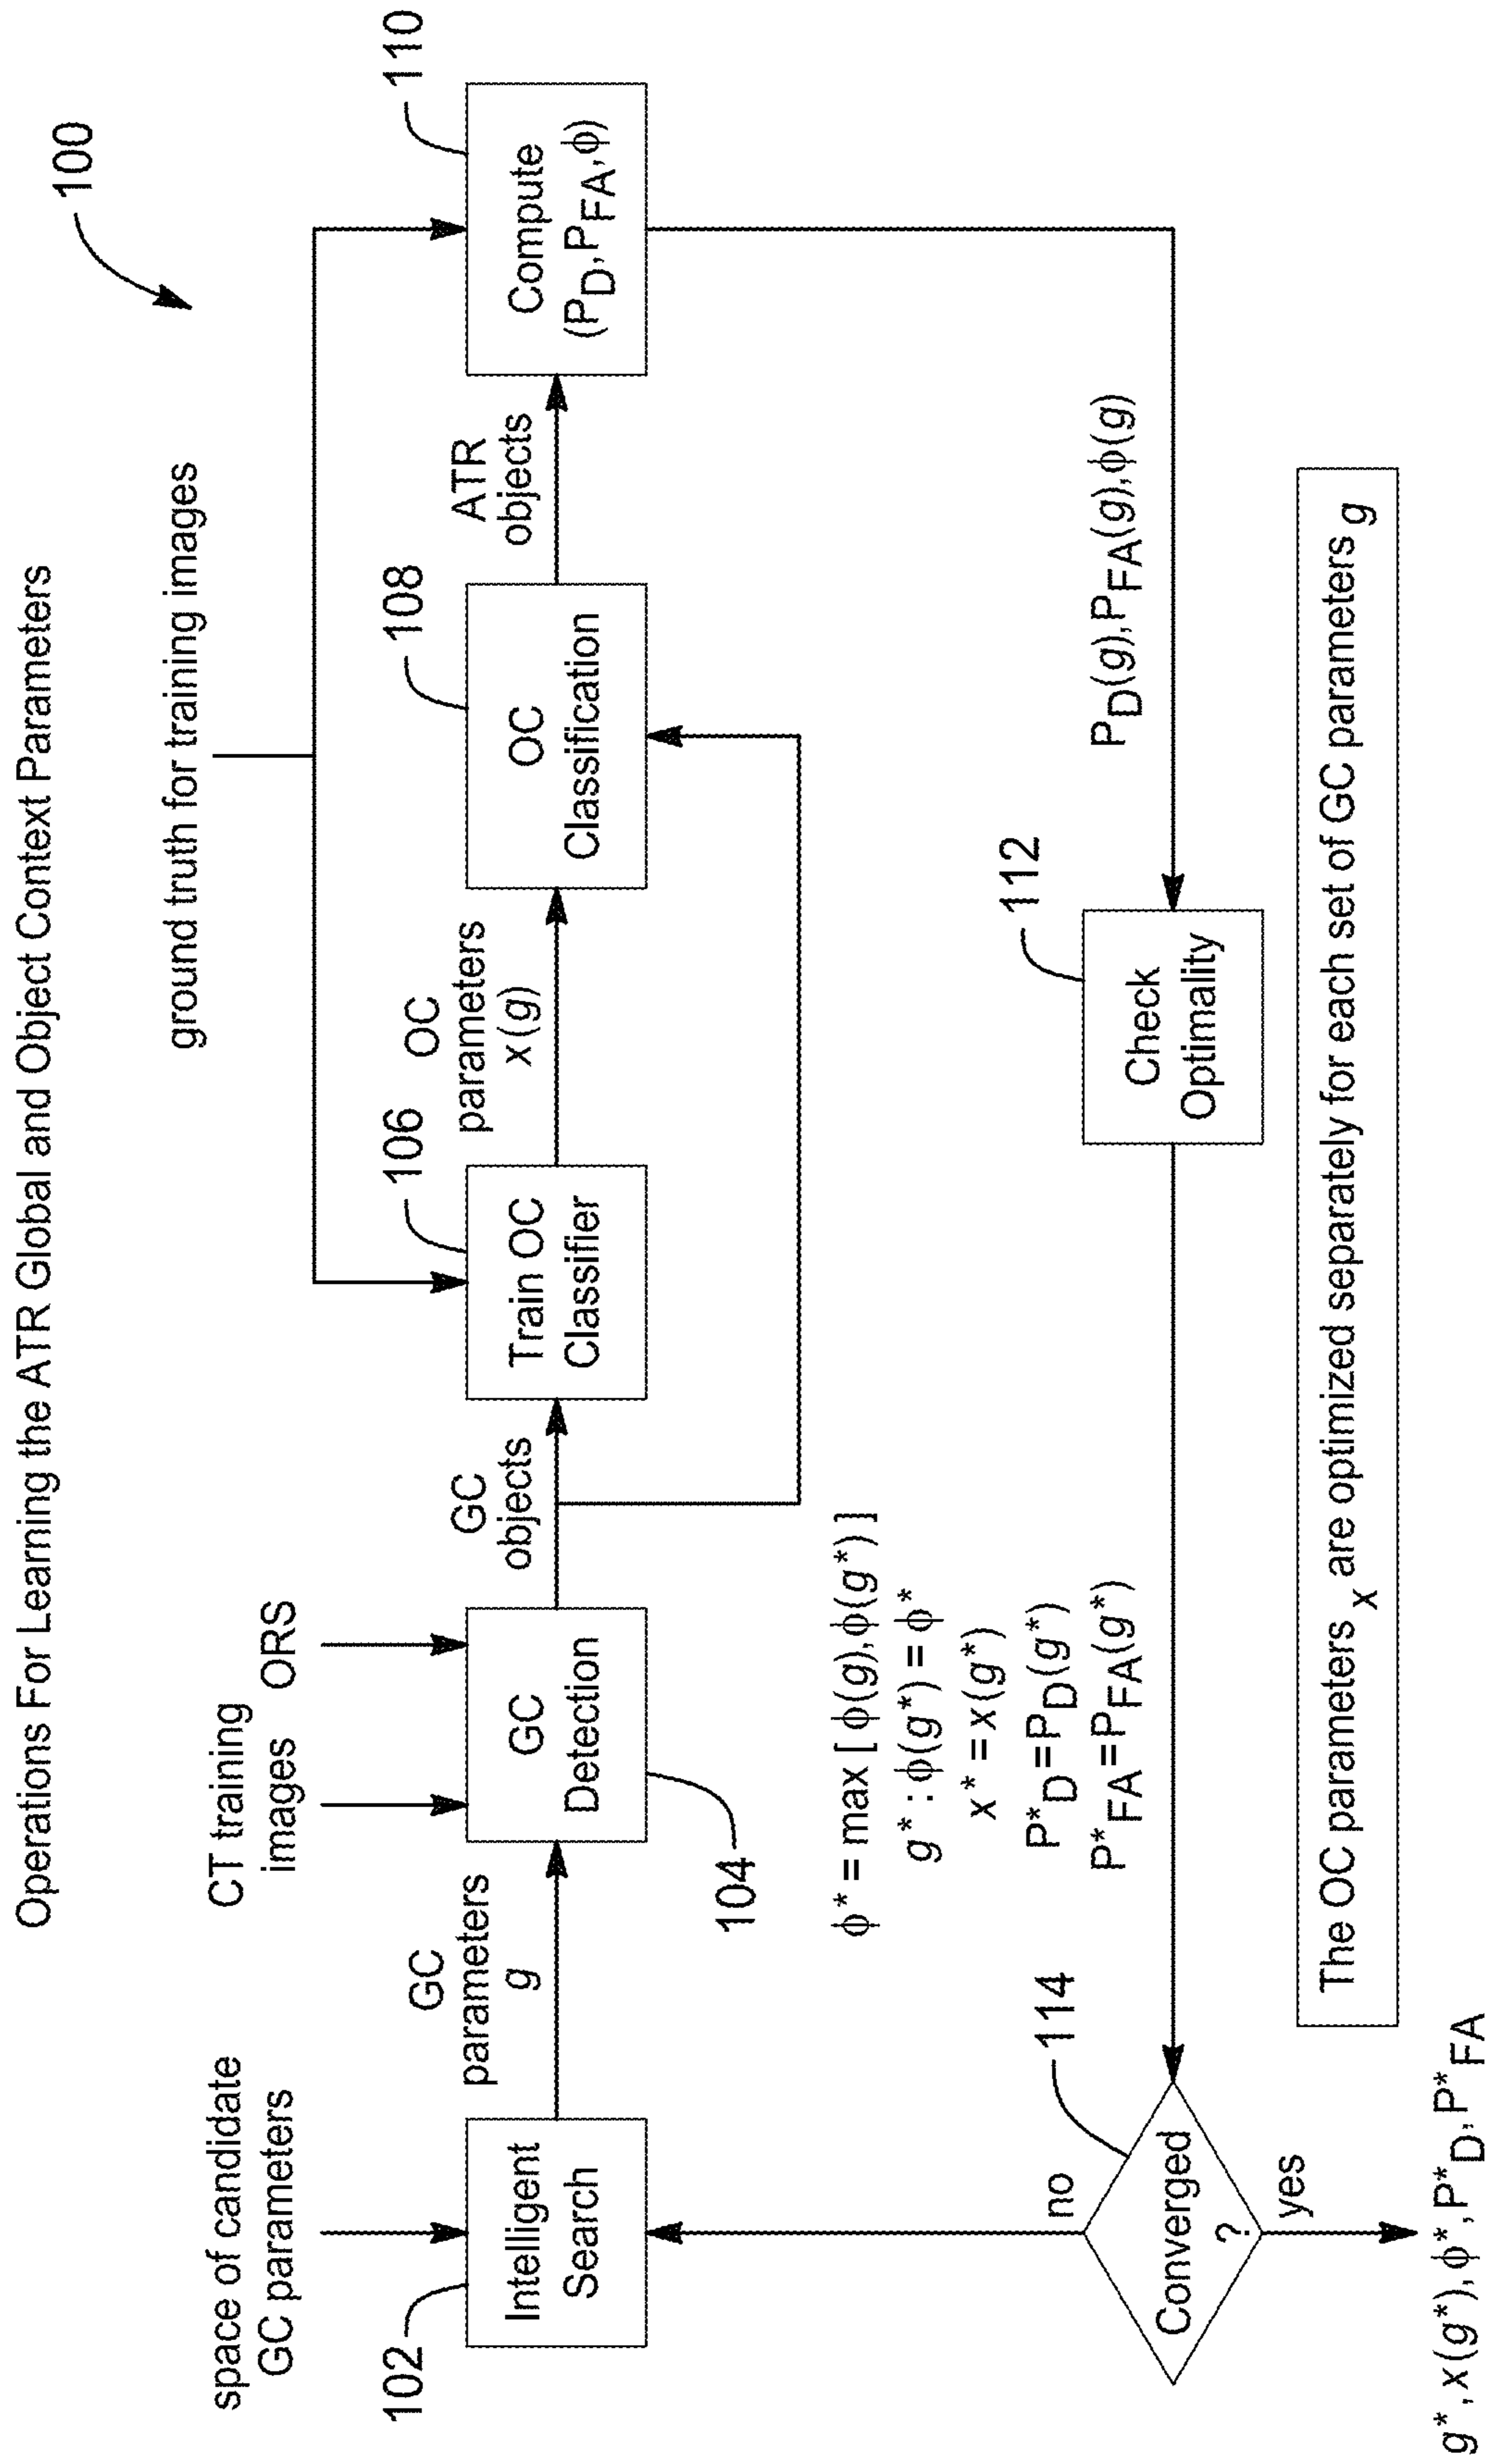 Operations For Learning the ATR Global and Object Context Parameters
100
ground truth for training images
space of candidate
GC parameters
CT training
images
ORS
102
Intelligent
Search
GC
parameters
g
GC
Detection
104
GC
objects
106
Train OC
Classifier
OC
parameters
x(g)
108
OC
Classification
ATR
objects
110
Compute
(P_D, P_FA, ϕ)
P_D(g), P_FA(g), ϕ(g)
112
Check
Optimality
ϕ* = max [ ϕ(g), ϕ(g*) ]
g* : ϕ(g*) = ϕ*
x* = x(g*)
P*_D = P_D(g*)
P*_FA = P_FA(g*)
114
Converged
?
no
yes
g*, x(g*), ϕ*, P*_D, P*_FA
The OC parameters x are optimized separately for each set of GC parameters g